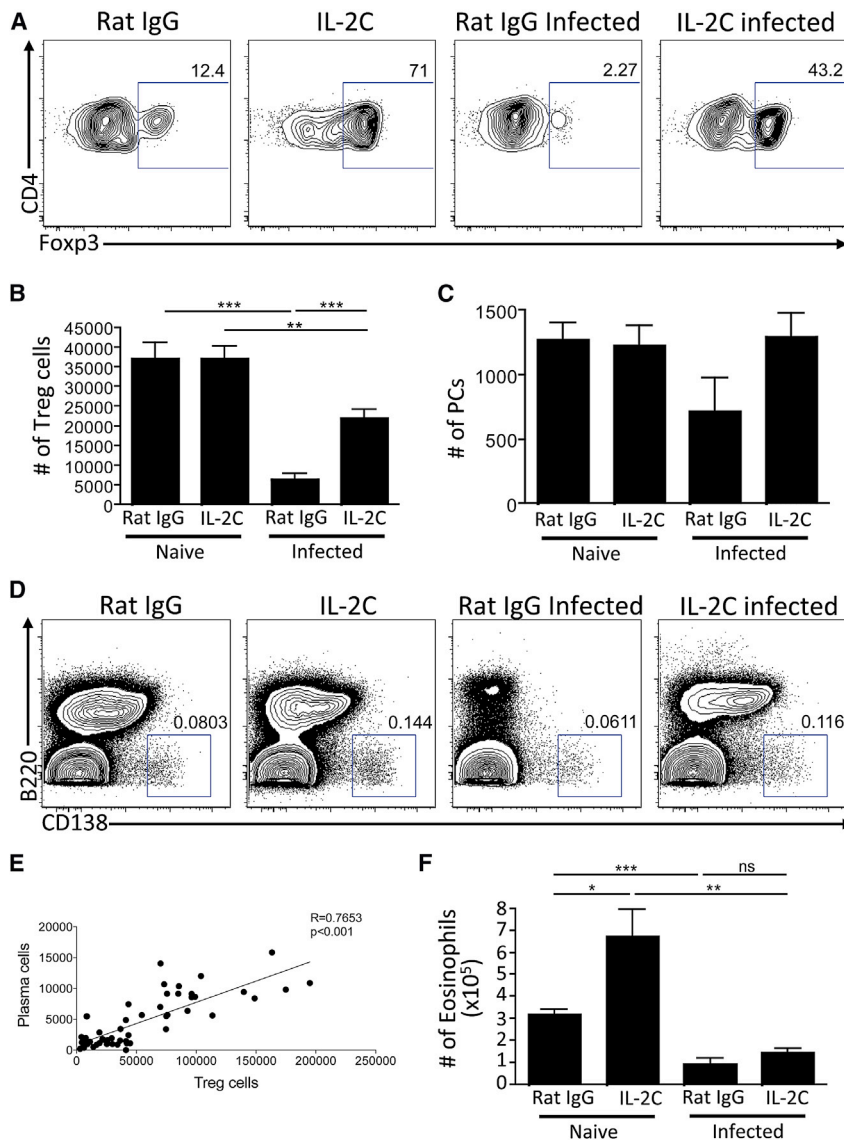 A
Rat IgG
IL-2C
Rat IgG Infected
IL-2C infected
12.4
71
2.27
43.2
CD4
Foxp3
B
***
***
**
# of Treg cells
45000
40000
35000
30000
25000
20000
15000
10000
5000
0
Rat IgG
IL-2C
Rat IgG
IL-2C
Naive
Infected
C
# of PCs
1500
1000
500
0
Rat IgG
IL-2C
Rat IgG
IL-2C
Naive
Infected
D
Rat IgG
IL-2C
Rat IgG Infected
IL-2C infected
0.0803
0.144
0.0611
0.116
B220
CD138
E
R=0.7653
p<0.001
Plasma cells
20000
15000
10000
5000
0
0
50000
100000
150000
200000
250000
Treg cells
F
***
ns
*
**
# of Eosinophils
(x10⁵)
8
7
6
5
4
3
2
1
0
Rat IgG
IL-2C
Rat IgG
IL-2C
Naive
Infected